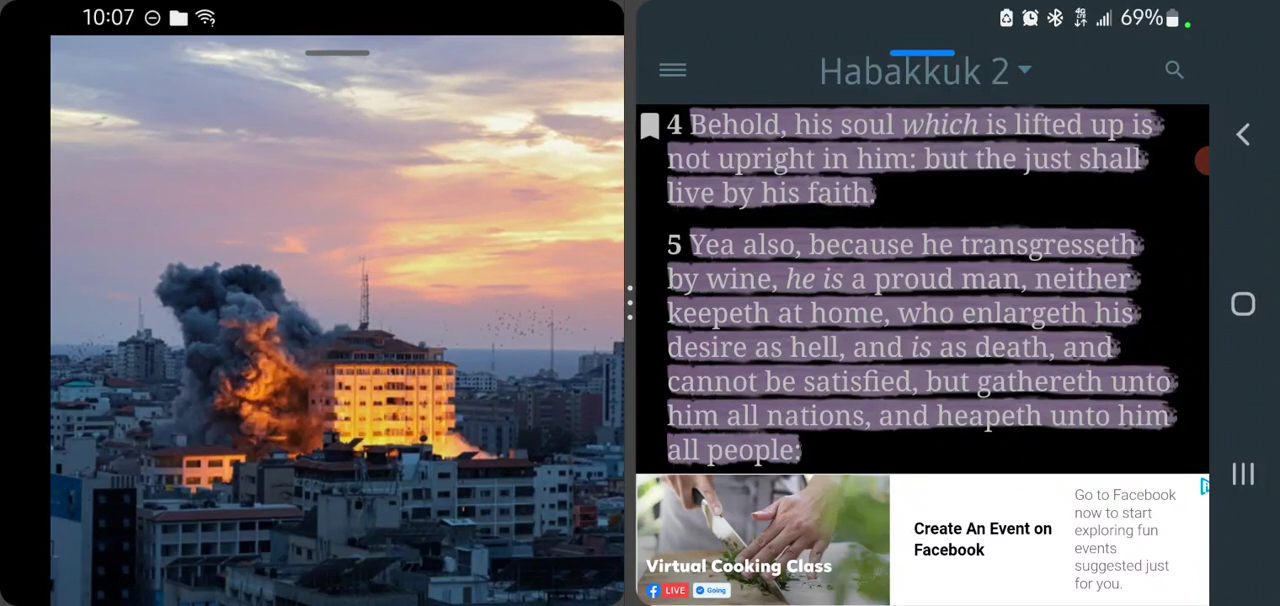 10:07
69%
Habakkuk 2
4 Behold, his soul which is lifted up is
not upright in him: but the just shall
live by his faith.
5 Yea also, because he transgresseth
by wine, he is a proud man, neither
keepeth at home, who enlargeth his
desire as hell, and is as death, and
cannot be satisfied, but gathereth unto
him all nations, and heapeth unto him
all people:
Virtual Cooking Class
LIVE
Going
Create An Event on
Facebook
Go to Facebook
now to start
exploring fun
events
suggested just
for you.